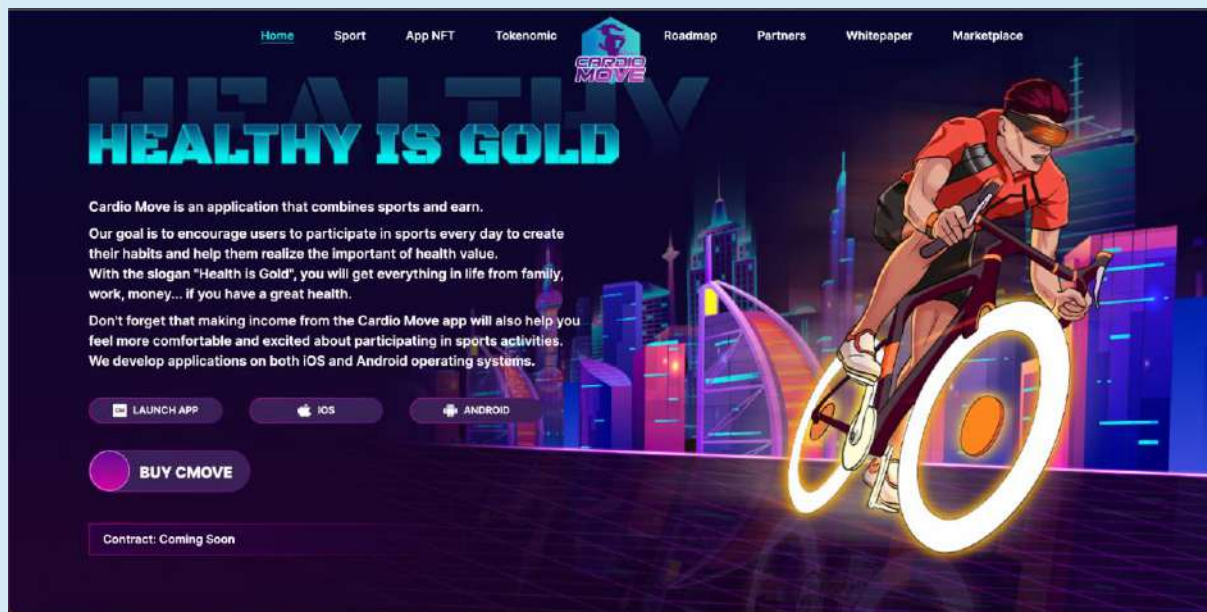 Home Sport App NFT Tokenomic CARDIO MOVE Roadmap Partners Whitepaper Marketplace
HEALTHY
HEALTHY IS GOLD
Cardio Move is an application that combines sports and earn.
Our goal is to encourage users to participate in sports every day to create
their habits and help them realize the important of health value.
With the slogan "Health is Gold", you will get everything in life from family,
work, money... if you have a great health.
Don't forget that making income from the Cardio Move app will also help you
feel more comfortable and excited about participating in sports activities.
We develop applications on both iOS and Android operating systems.
CM LAUNCH APP IOS ANDROID
BUY CMOVE
Contract: Coming Soon